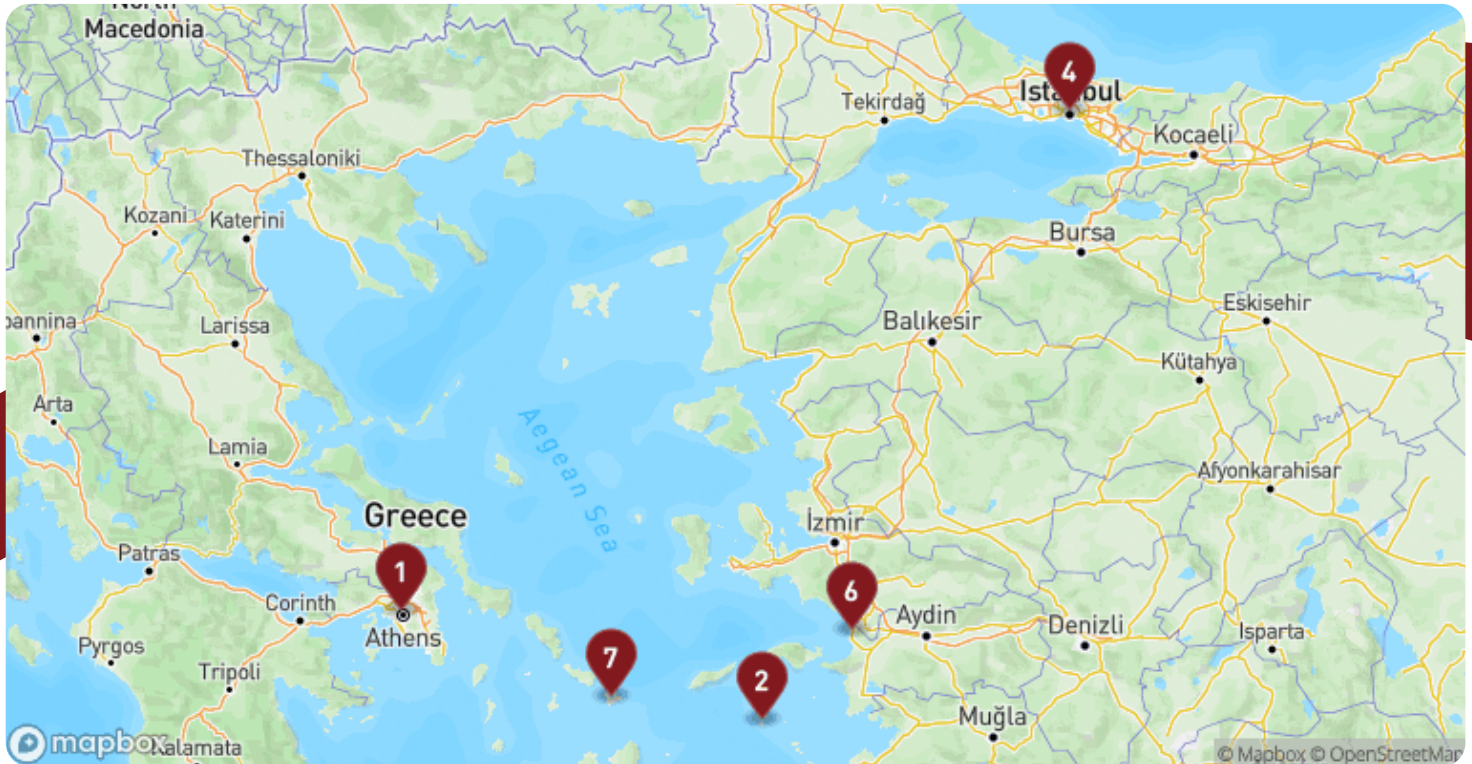 North
Macedonia
4
Istanbul
Tekirdağ
Kocaeli
Thessaloniki
Kozani
Katerini
Bursa
Eskisehir
oannina
Larissa
Balıkesir
Kütahya
Arta
Aegean Sea
Lamia
Afyonkarahisar
Greece
İzmir
Patras
1
6
Corinth
Aydin
Athens
Denizli
Isparta
Pyrgos
7
Tripoli
2
Muğla
mapbox
Kalamata
© Mapbox © OpenStreetMap